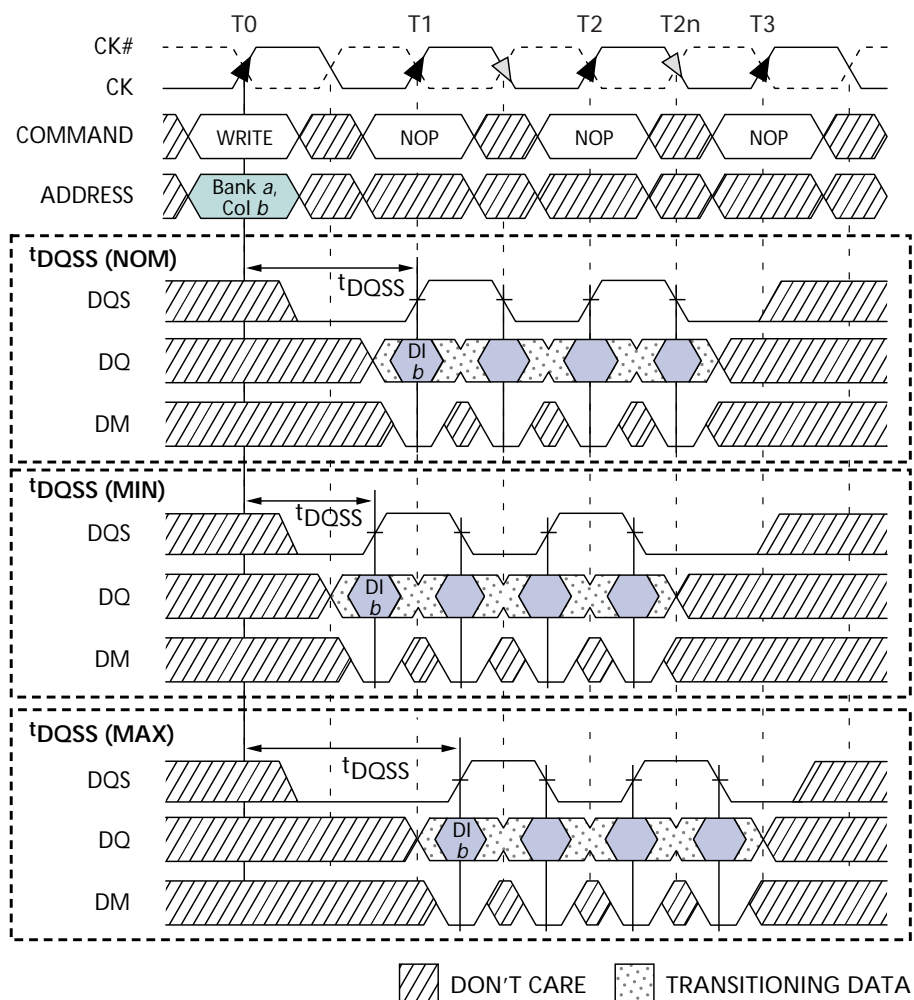 T0 T1 T2 T2n T3
CK#
CK
COMMAND WRITE NOP NOP NOP
ADDRESS Bank a,
Col b
tDQSS (NOM)
tDQSS
DQS
DQ DI
b
DM
tDQSS (MIN)
tDQSS
DQS
DQ DI
b
DM
tDQSS (MAX)
tDQSS
DQS
DQ DI
b
DM
DON'T CARE TRANSITIONING DATA